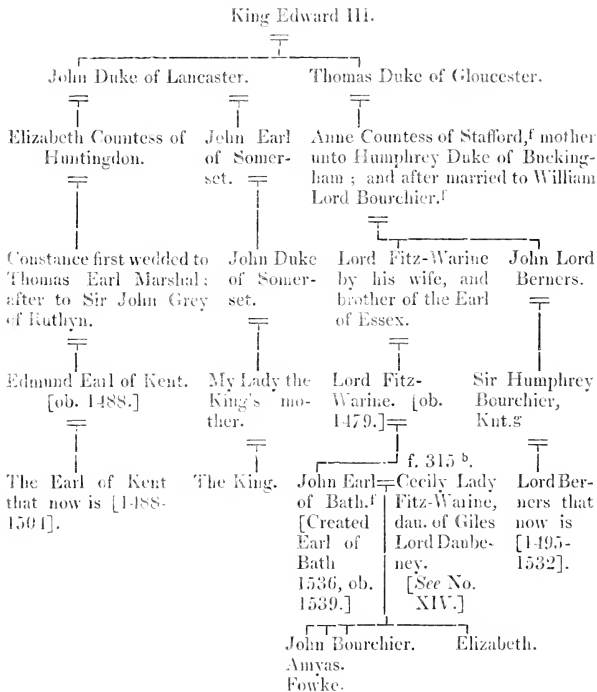 King Edward III.
John Duke of Lancaster.
Thomas Duke of Gloucester.
Elizabeth Countess of
Huntingdon.
John Earl
of Somer-
set.
Anne Countess of Stafford,f mother
unto Humphrey Duke of Bucking-
ham ; and after married to William
Lord Bourchier.f
Constance first wedded to
Thomas Earl Marshal;
after to Sir John Grey
of Ruthyn.
John Duke
of Somer-
set.
Lord Fitz-Warine
by his wife, and
brother of the Earl
of Essex.
John Lord
Berners.
Edmund Earl of Kent.
[ob. 1488.]
My Lady the
King's mo-
ther.
Lord Fitz-
Warine. [ob.
1479.]
Sir Humphrey
Bourchier,
Knt.g
f. 315 b.
The Earl of Kent
that now is [1488-
1504].
The King.
John Earl
of Bath.f
[Created
Earl of
Bath
1536, ob.
1539.]
Cecily Lady
Fitz-Warine,
dau. of Giles
Lord Daube-
ney.
[See No.
XIV.]
Lord Ber-
ners that
now is
[1495-
1532].
John Bourchier.
Amyas.
Fowke.
Elizabeth.